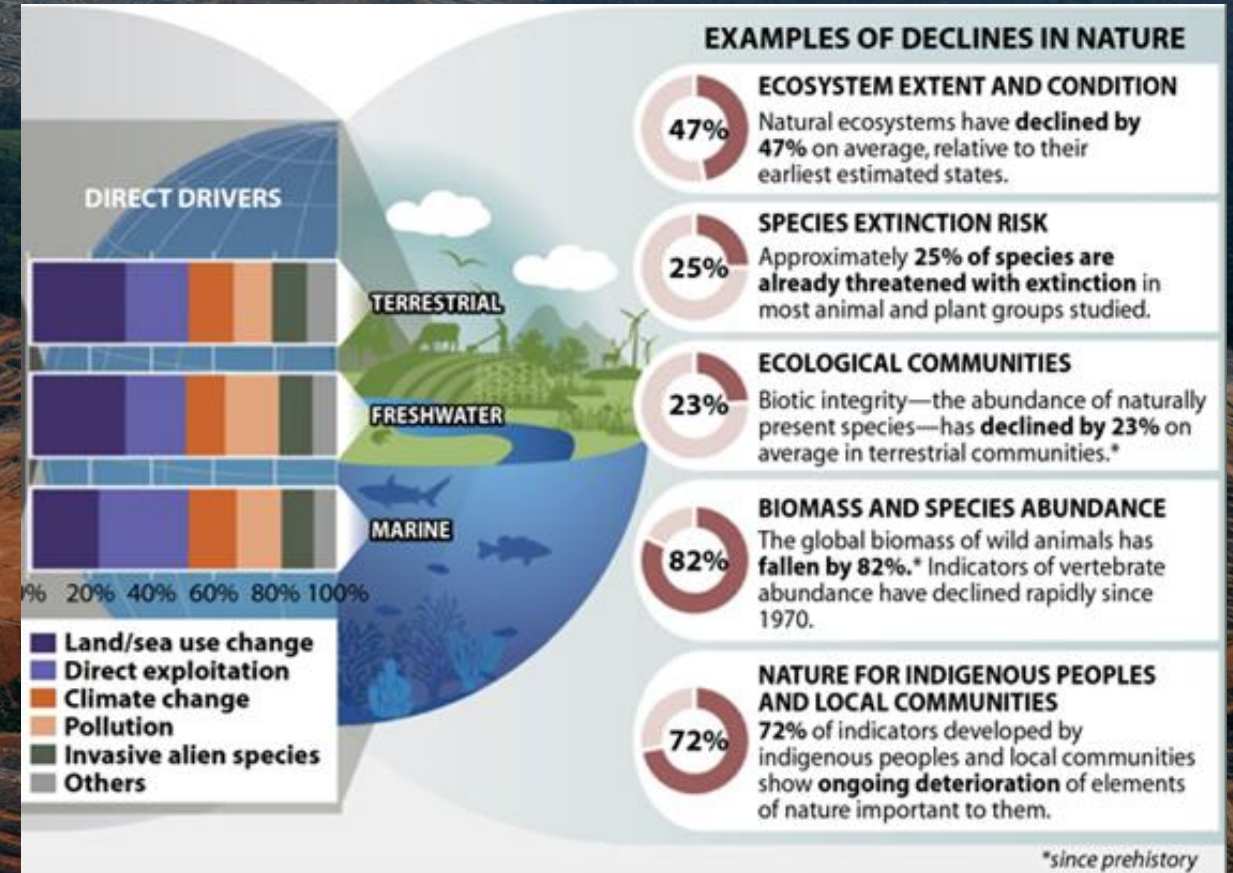 DIRECT DRIVERS
TERRESTRIAL
FRESHWATER
MARINE
% 20% 40% 60% 80% 100%
Land/sea use change
Direct exploitation
Climate change
Pollution
Invasive alien species
Others
EXAMPLES OF DECLINES IN NATURE
47%
ECOSYSTEM EXTENT AND CONDITION
Natural ecosystems have declined by
47% on average, relative to their
earliest estimated states.
25%
SPECIES EXTINCTION RISK
Approximately 25% of species are
already threatened with extinction in
most animal and plant groups studied.
23%
ECOLOGICAL COMMUNITIES
Biotic integrity—the abundance of naturally
present species—has declined by 23% on
average in terrestrial communities.*
82%
BIOMASS AND SPECIES ABUNDANCE
The global biomass of wild animals has
fallen by 82%.* Indicators of vertebrate
abundance have declined rapidly since
1970.
72%
NATURE FOR INDIGENOUS PEOPLES
AND LOCAL COMMUNITIES
72% of indicators developed by
indigenous peoples and local communities
show ongoing deterioration of elements
of nature important to them.
*since prehistory